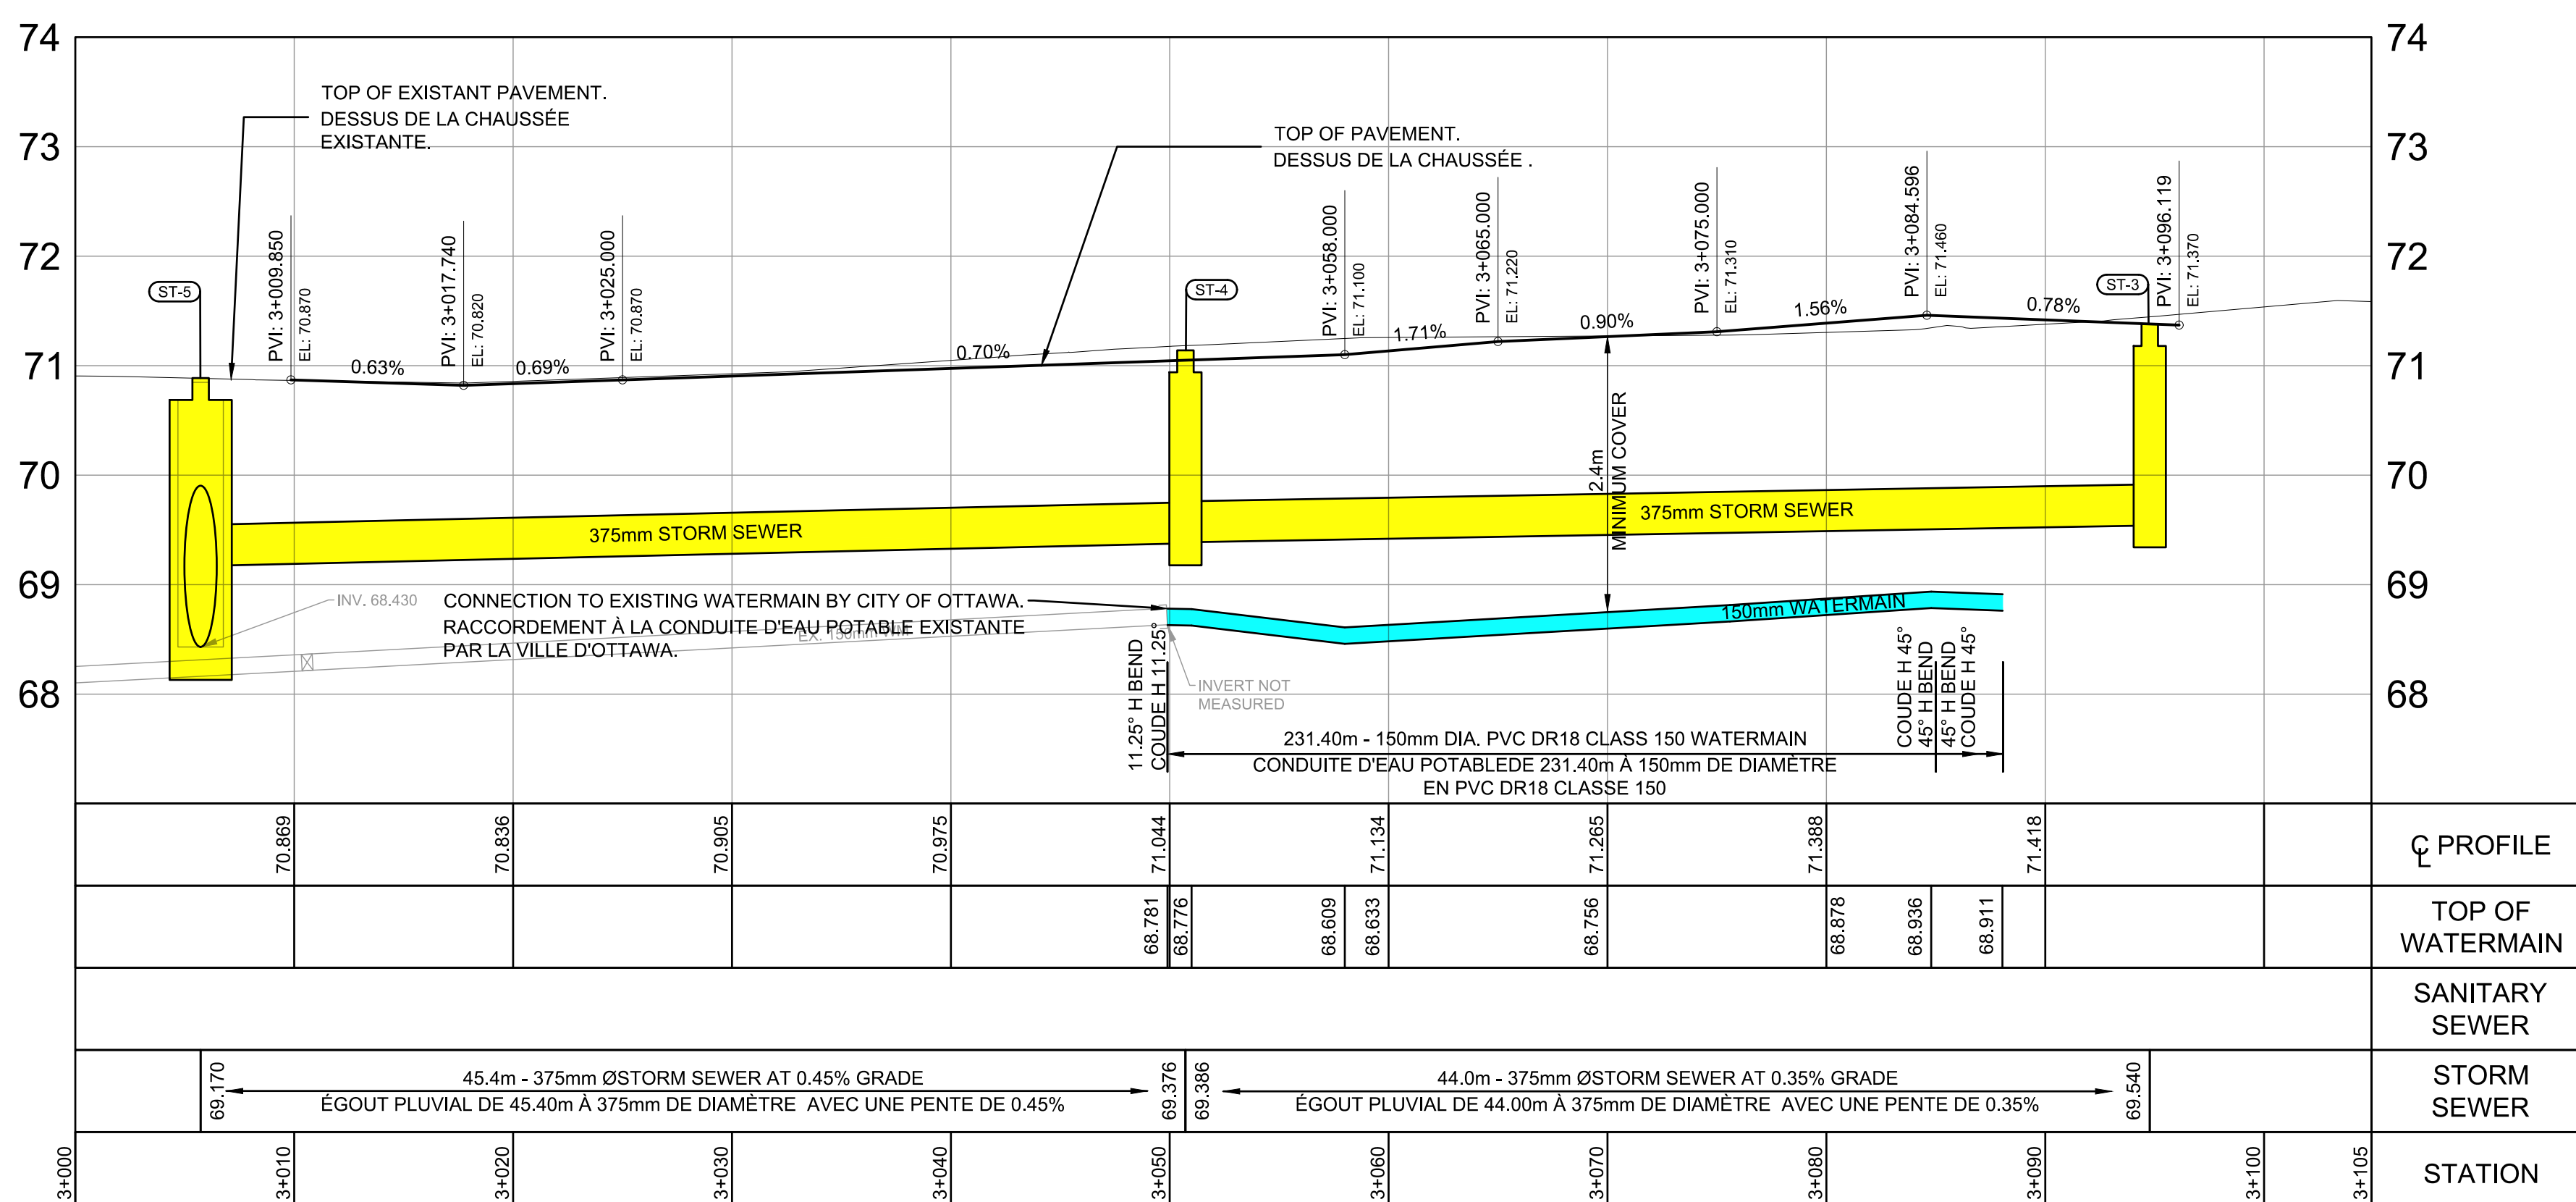 74
74
TOP OF EXISTANT PAVEMENT.
DESSUS DE LA CHAUSSÉE
EXISTANTE.
TOP OF PAVEMENT.
DESSUS DE LA CHAUSSÉE .
73
73
72
72
ST-5
PVI: 3+009.850
EL: 70.870
PVI: 3+017.740
EL: 70.820
PVI: 3+025.000
EL: 70.870
ST-4
PVI: 3+058.000
EL: 71.100
PVI: 3+065.000
EL: 71.220
PVI: 3+075.000
EL: 71.310
PVI: 3+084.596
EL: 71.460
ST-3
PVI: 3+096.119
EL: 71.370
0.63%
0.69%
0.70%
1.71%
0.90%
1.56%
0.78%
71
71
70
70
2.4m
MINIMUM COVER
375mm STORM SEWER
375mm STORM SEWER
69
69
INV. 68.430
CONNECTION TO EXISTING WATERMAIN BY CITY OF OTTAWA.
RACCORDEMENT À LA CONDUITE D'EAU POTABLE EXISTANTE
PAR LA VILLE D'OTTAWA.
EX. 150mm WM
150mm WATERMAIN
68
68
INVERT NOT
MEASURED
11.25° H BEND
COUDE H 11.25°
COUDE H 45°
45° H BEND
45° H BEND
COUDE H 45°
231.40m - 150mm DIA. PVC DR18 CLASS 150 WATERMAIN
CONDUITE D'EAU POTABLEDE 231.40m À 150mm DE DIAMÈTRE
EN PVC DR18 CLASSE 150
70.869
70.836
70.905
70.975
71.044
71.134
71.265
71.388
71.418
℄ PROFILE
68.781
68.776
68.609
68.633
68.756
68.878
68.936
68.911
TOP OF
WATERMAIN
SANITARY
SEWER
69.170
45.4m - 375mm ØSTORM SEWER AT 0.45% GRADE
ÉGOUT PLUVIAL DE 45.40m À 375mm DE DIAMÈTRE AVEC UNE PENTE DE 0.45%
69.376
69.386
44.0m - 375mm ØSTORM SEWER AT 0.35% GRADE
ÉGOUT PLUVIAL DE 44.00m À 375mm DE DIAMÈTRE AVEC UNE PENTE DE 0.35%
69.540
STORM
SEWER
3+000
3+010
3+020
3+030
3+040
3+050
3+060
3+070
3+080
3+090
3+100
3+105
STATION